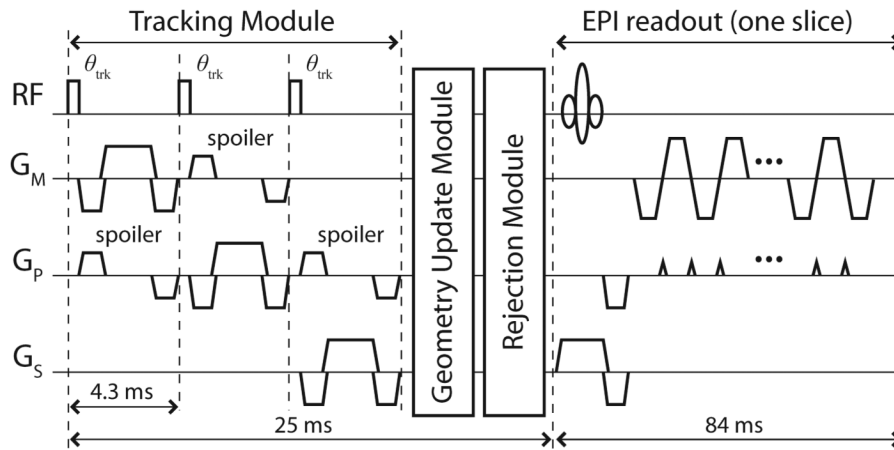 Tracking Module
EPI readout (one slice)
θtrk θtrk θtrk
RF
spoiler
GM
spoiler spoiler
GP
GS
Geometry Update Module
Rejection Module
4.3 ms
25 ms
84 ms